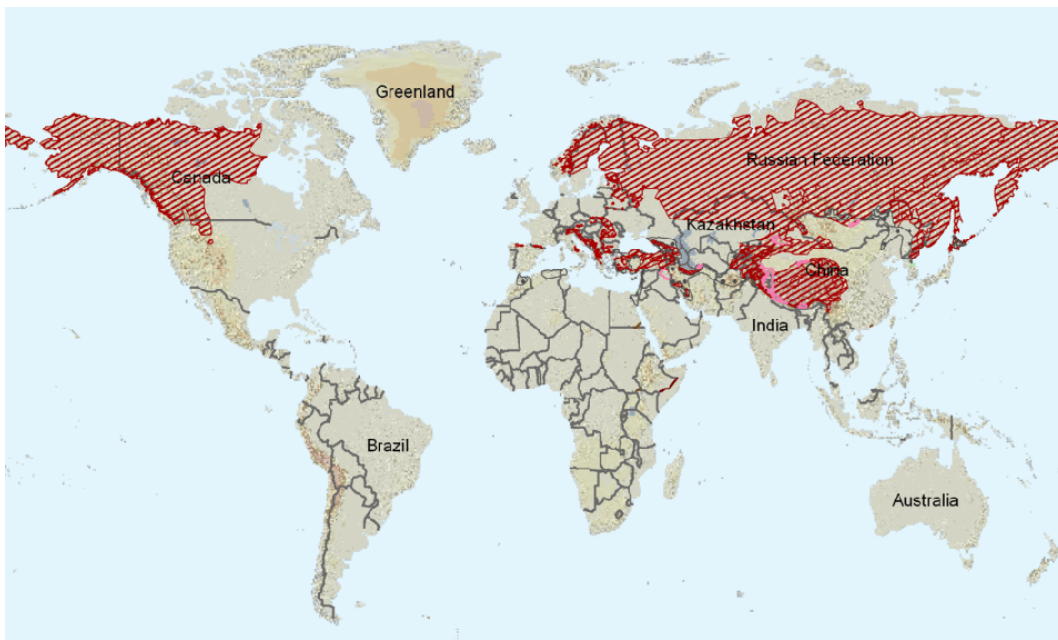 Greenland
Canada
Russian Federation
Kazakhstan
China
India
Brazil
Australia